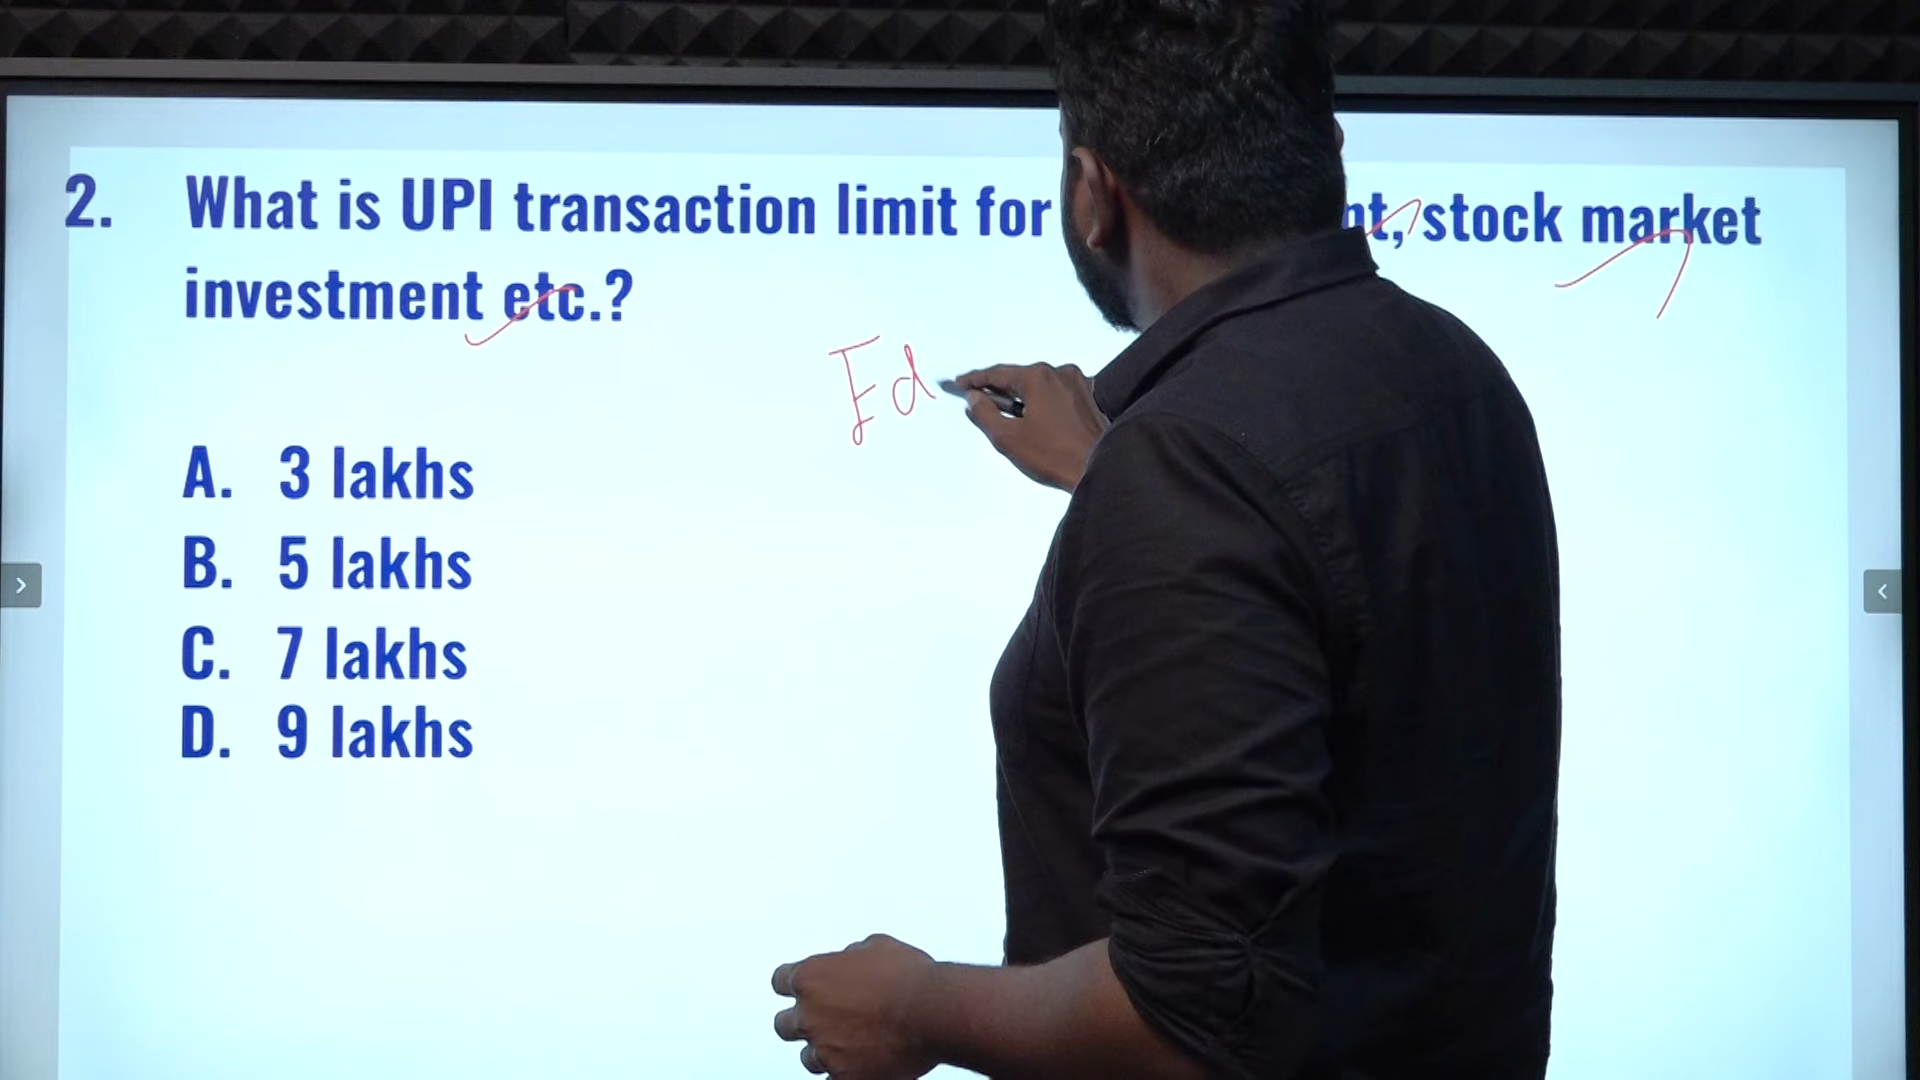 2. What is UPI transaction limit for stock market
investment etc.?
Ed
A. 3 lakhs
B. 5 lakhs
C. 7 lakhs
D. 9 lakhs